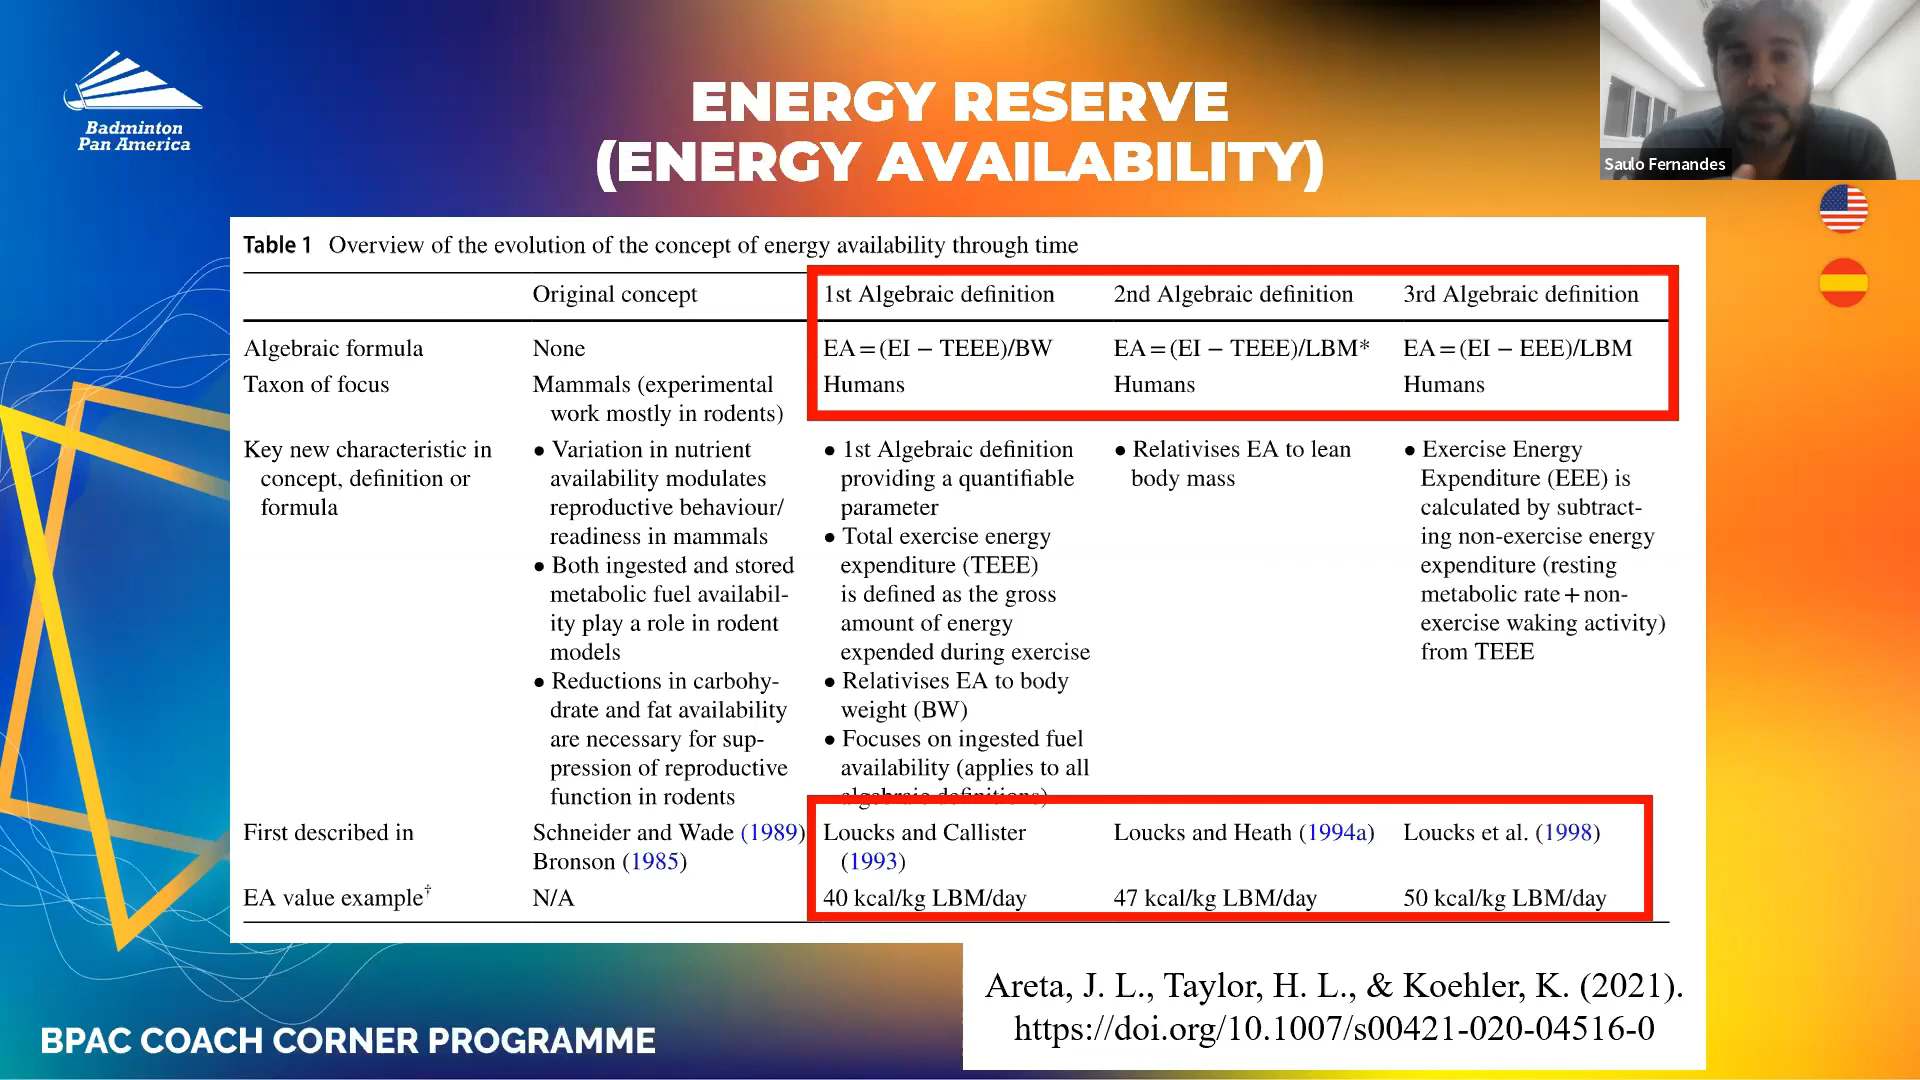 Badminton
Pan America
ENERGY RESERVE
(ENERGY AVAILABILITY)
Saulo Fernandes
Table 1 Overview of the evolution of the concept of energy availability through time
Original concept
1st Algebraic definition
2nd Algebraic definition
3rd Algebraic definition
Algebraic formula
None
EA=(EI − TEEE)/BW
EA=(EI − TEEE)/LBM*
EA=(EI − EEE)/LBM
Taxon of focus
Mammals (experimental
work mostly in rodents)
Humans
Humans
Humans
Key new characteristic in
concept, definition or
formula
● Variation in nutrient
availability modulates
reproductive behaviour/
readiness in mammals
● Both ingested and stored
metabolic fuel availabil-
ity play a role in rodent
models
● Reductions in carbohy-
drate and fat availability
are necessary for sup-
pression of reproductive
function in rodents
● 1st Algebraic definition
providing a quantifiable
parameter
● Total exercise energy
expenditure (TEEE)
is defined as the gross
amount of energy
expended during exercise
● Relativises EA to body
weight (BW)
● Focuses on ingested fuel
availability (applies to all
algebraic definitions)
● Relativises EA to lean
body mass
● Exercise Energy
Expenditure (EEE) is
calculated by subtract-
ing non-exercise energy
expenditure (resting
metabolic rate+non-
exercise waking activity)
from TEEE
First described in
Schneider and Wade (1989)
Bronson (1985)
Loucks and Callister
(1993)
Loucks and Heath (1994a)
Loucks et al. (1998)
EA value example†
N/A
40 kcal/kg LBM/day
47 kcal/kg LBM/day
50 kcal/kg LBM/day
Areta, J. L., Taylor, H. L., & Koehler, K. (2021).
https://doi.org/10.1007/s00421-020-04516-0
BPAC COACH CORNER PROGRAMME